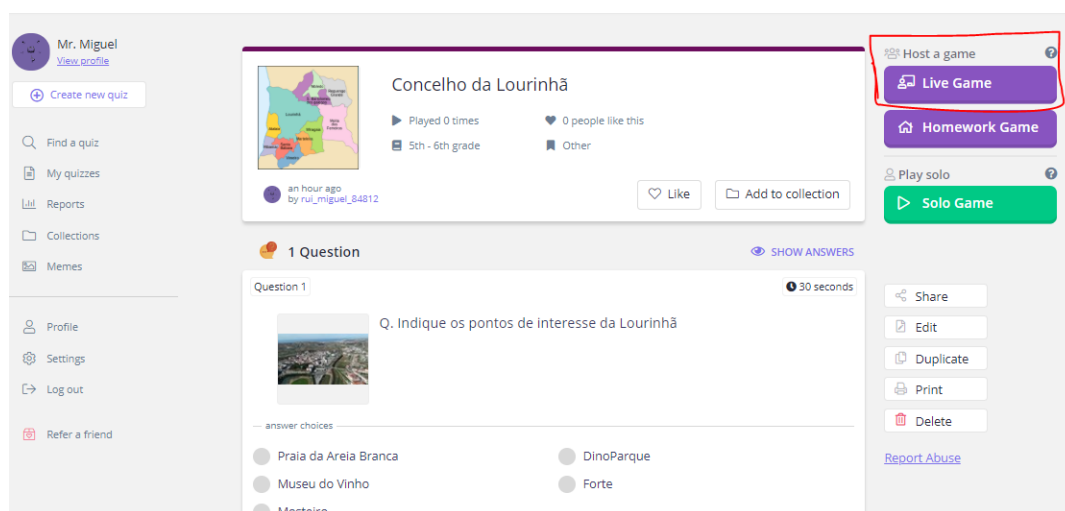 Mr. Miguel
View profile
Create new quiz
Find a quiz
My quizzes
Reports
Collections
Memes
Profile
Settings
Log out
Refer a friend
Concelho da Lourinhã
Played 0 times
0 people like this
5th - 6th grade
Other
an hour ago
by rui_miguel_84812
Like
Add to collection
1 Question
SHOW ANSWERS
Question 1
30 seconds
Q. Indique os pontos de interesse da Lourinhã
answer choices
Praia da Areia Branca
DinoParque
Museu do Vinho
Forte
Mosteiro
Host a game
Live Game
Homework Game
Play solo
Solo Game
Share
Edit
Duplicate
Print
Delete
Report Abuse